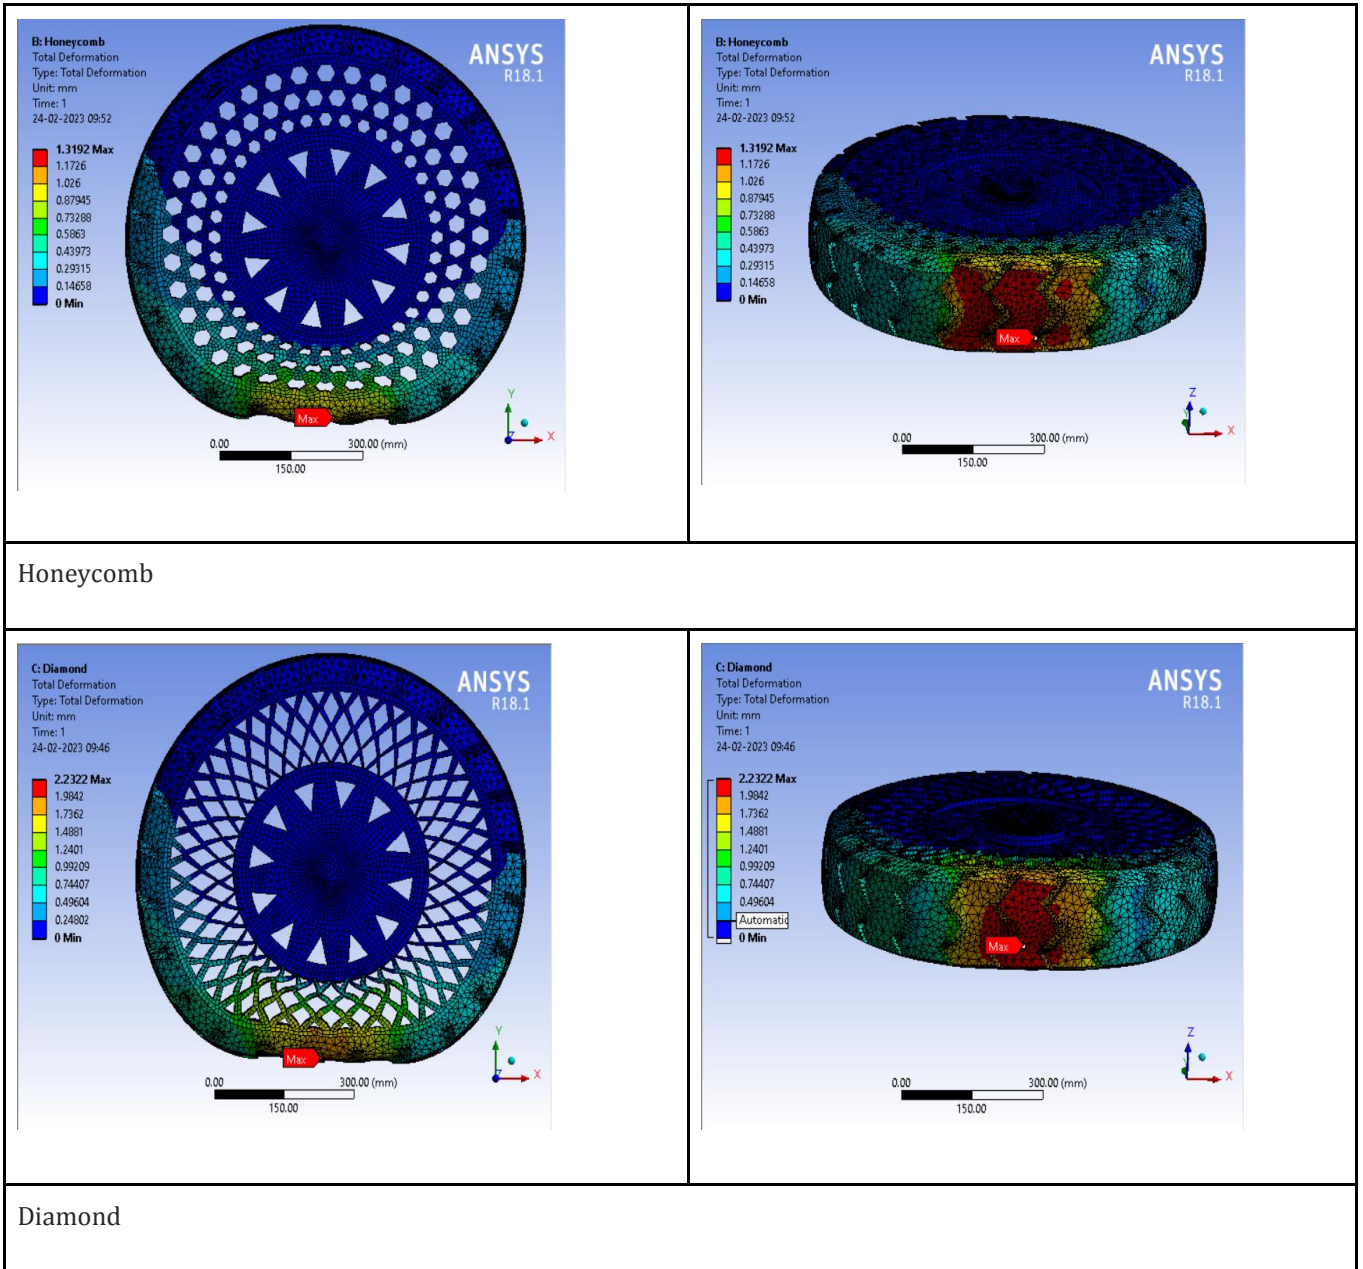 B: Honeycomb
Total Deformation
Type: Total Deformation
Unit: mm
Time: 1
24-02-2023 09:52
ANSYS
R18.1
1.3192 Max
1.1726
1.026
0.87945
0.73288
0.5863
0.43973
0.29315
0.14658
0 Min
Max
Y
X
Z
0.00
300.00 (mm)
150.00
B: Honeycomb
Total Deformation
Type: Total Deformation
Unit: mm
Time: 1
24-02-2023 09:52
ANSYS
R18.1
1.3192 Max
1.1726
1.026
0.87945
0.73288
0.5863
0.43973
0.29315
0.14658
0 Min
Max
Z
Y
X
0.00
300.00 (mm)
150.00
Honeycomb
C: Diamond
Total Deformation
Type: Total Deformation
Unit: mm
Time: 1
24-02-2023 09:46
ANSYS
R18.1
2.2322 Max
1.9842
1.7362
1.4881
1.2401
0.99209
0.74407
0.49604
0.24802
0 Min
Max
Y
X
Z
0.00
300.00 (mm)
150.00
C: Diamond
Total Deformation
Type: Total Deformation
Unit: mm
Time: 1
24-02-2023 09:46
ANSYS
R18.1
2.2322 Max
1.9842
1.7362
1.4881
1.2401
0.99209
0.74407
0.49604
Automatic
0 Min
Max
Z
Y
X
0.00
300.00 (mm)
150.00
Diamond